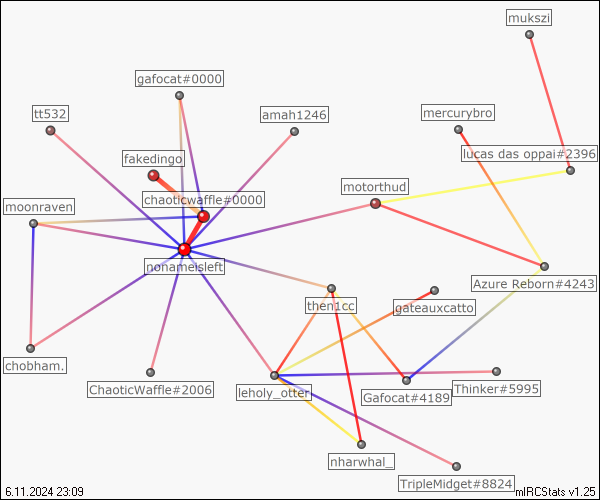 mukszi
gafocat#0000
tt532
amah1246
mercurybro
fakedingo
lucas das oppai#2396
motorthud
chaoticwaffle#0000
moonraven
nonameisleft
Azure Reborn#4243
then1cc
gateauxcatto
chobham.
ChaoticWaffle#2006
leholy_otter
Gafocat#4189
Thinker#5995
nharwhal_
TripleMidget#8824
6.11.2024 23:09
mIRCStats v1.25